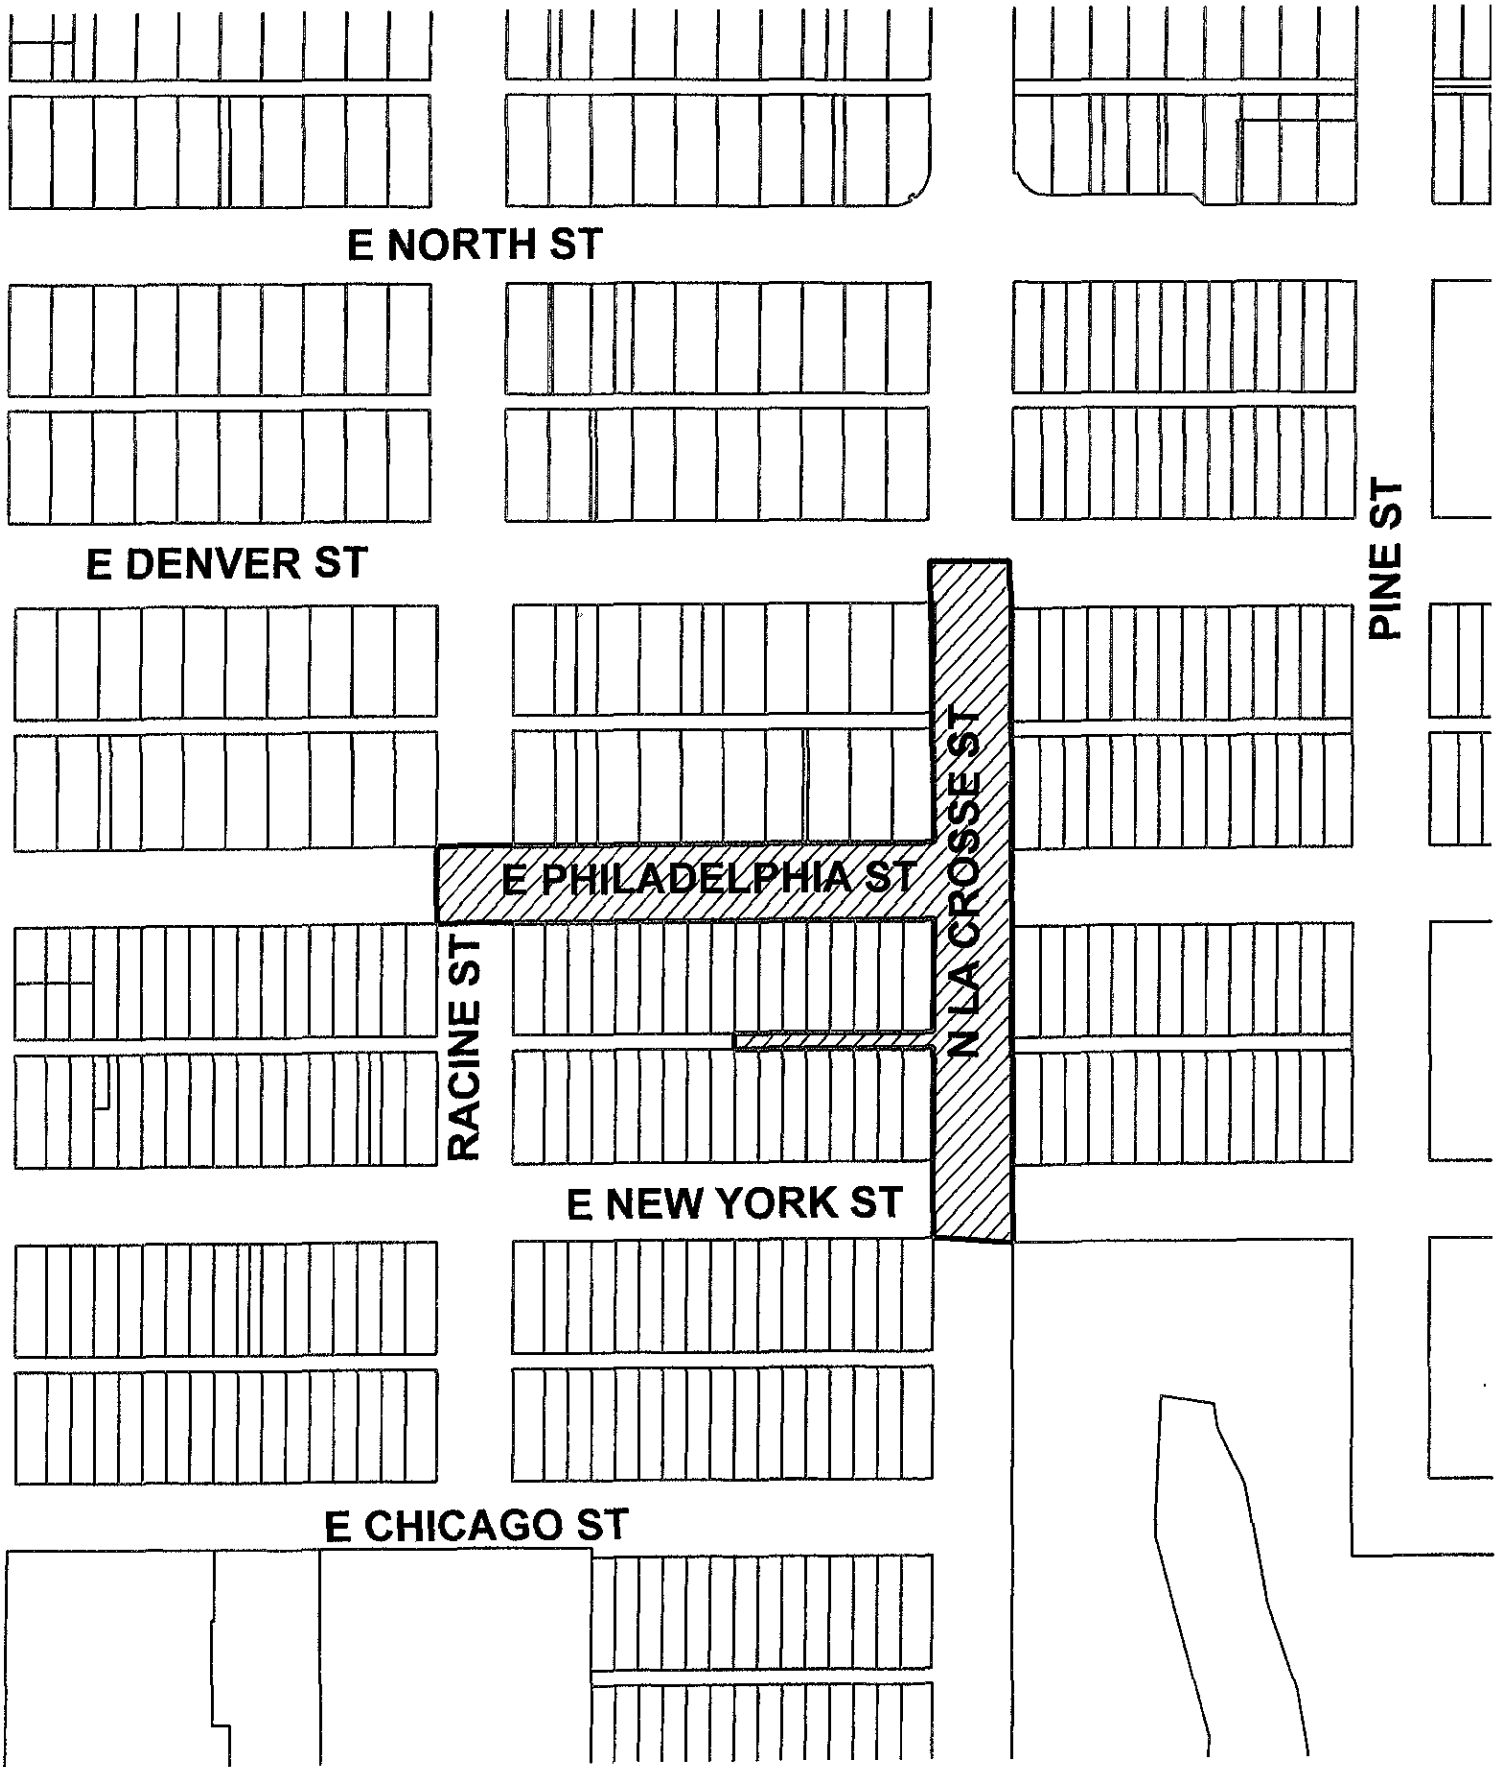 E NORTH ST
PINE ST
E DENVER ST
N LA CROSSE ST
E PHILADELPHIA ST
RACINE ST
E NEW YORK ST
E CHICAGO ST